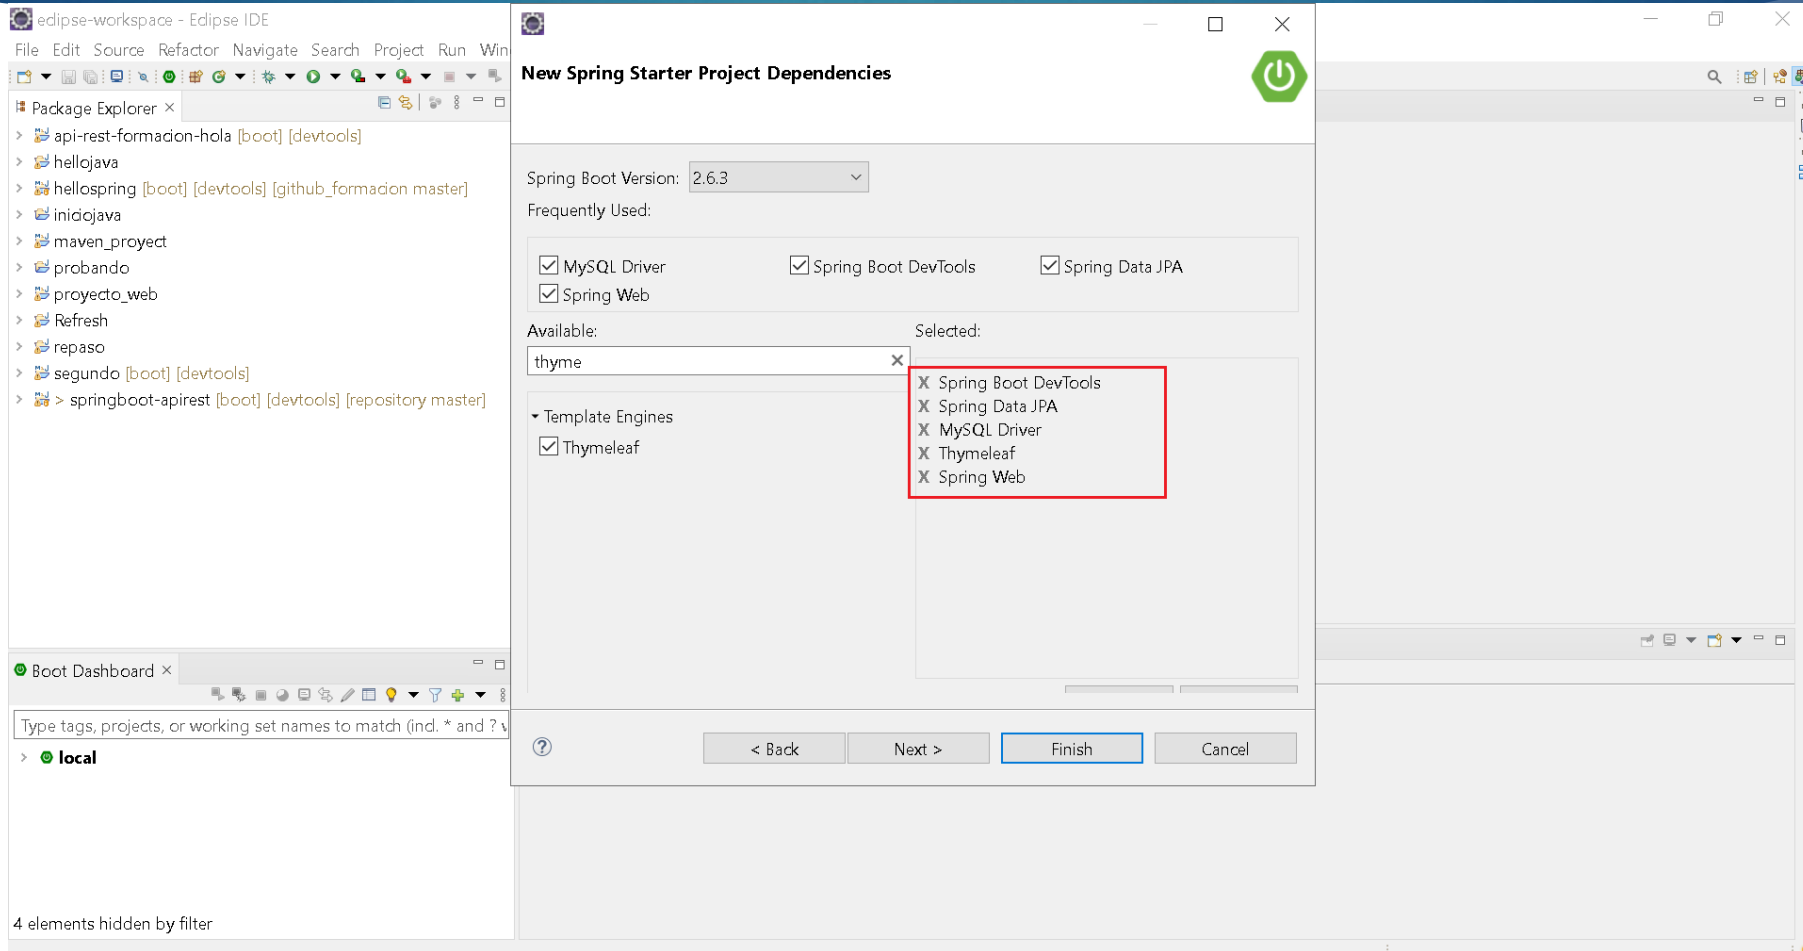 eclipse-workspace - Eclipse IDE
File Edit Source Refactor Navigate Search Project Run Win
Package Explorer
api-rest-formacion-hola [boot] [devtools]
hellojava
hellospring [boot] [devtools] [github_formacion master]
iniciojava
maven_proyect
probando
proyecto_web
Refresh
repaso
segundo [boot] [devtools]
> springboot-apirest [boot] [devtools] [repository master]
Boot Dashboard
Type tags, projects, or working set names to match (incl. * and ? w
local
4 elements hidden by filter
New Spring Starter Project Dependencies
Spring Boot Version: 2.6.3
Frequently Used:
MySQL Driver Spring Boot DevTools Spring Data JPA
Spring Web
Available: Selected:
thyme
Template Engines
Thymeleaf
X Spring Boot DevTools
X Spring Data JPA
X MySQL Driver
X Thymeleaf
X Spring Web
< Back Next > Finish Cancel